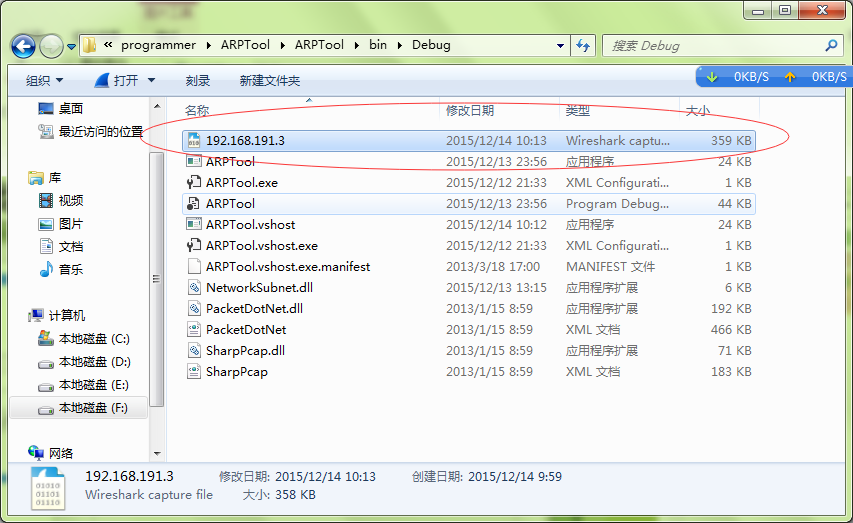 « programmer ARPTool ARPTool bin Debug 搜索 Debug
组织 打开 刻录 新建文件夹 0KB/S 0KB/S
名称 修改日期 类型 大小
桌面
最近访问的位置
库
视频
图片
文档
音乐
计算机
本地磁盘 (C:)
本地磁盘 (D:)
本地磁盘 (E:)
本地磁盘 (F:)
网络
192.168.191.3 2015/12/14 10:13 Wireshark captu... 359 KB
ARPTool 2015/12/13 23:56 应用程序 24 KB
ARPTool.exe 2015/12/12 21:33 XML Configurati... 1 KB
ARPTool 2015/12/13 23:56 Program Debug... 44 KB
ARPTool.vshost 2015/12/14 10:12 应用程序 24 KB
ARPTool.vshost.exe 2015/12/12 21:33 XML Configurati... 1 KB
ARPTool.vshost.exe.manifest 2013/3/18 17:00 MANIFEST 文件 1 KB
NetworkSubnet.dll 2015/12/13 13:15 应用程序扩展 6 KB
PacketDotNet.dll 2013/1/15 8:59 应用程序扩展 192 KB
PacketDotNet 2013/1/15 8:59 XML 文档 466 KB
SharpPcap.dll 2013/1/15 8:59 应用程序扩展 71 KB
SharpPcap 2013/1/15 8:59 XML 文档 183 KB
192.168.191.3 修改日期: 2015/12/14 10:13 创建日期: 2015/12/14 9:59
Wireshark capture file 大小: 358 KB